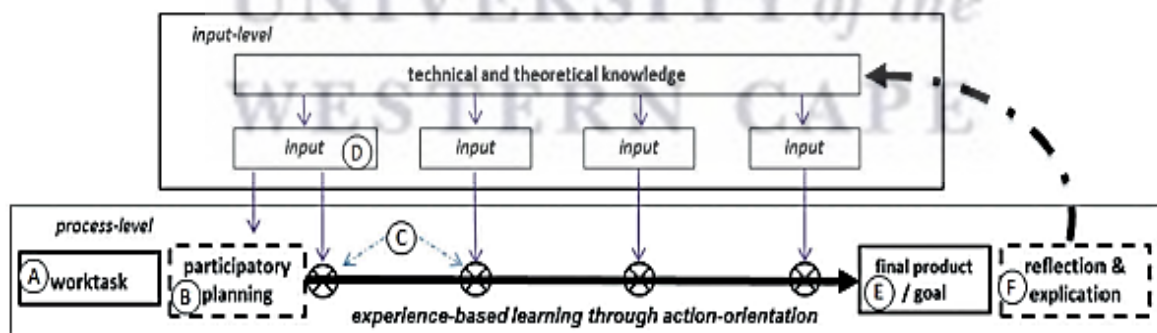 UNIVERSITY of the
input-level
technical and theoretical knowledge
WESTERN CAPE
input D input input input
process-level
C
A worktask
participatory
B planning
final product
E / goal
reflection &
F explication
experience-based learning through action-orientation